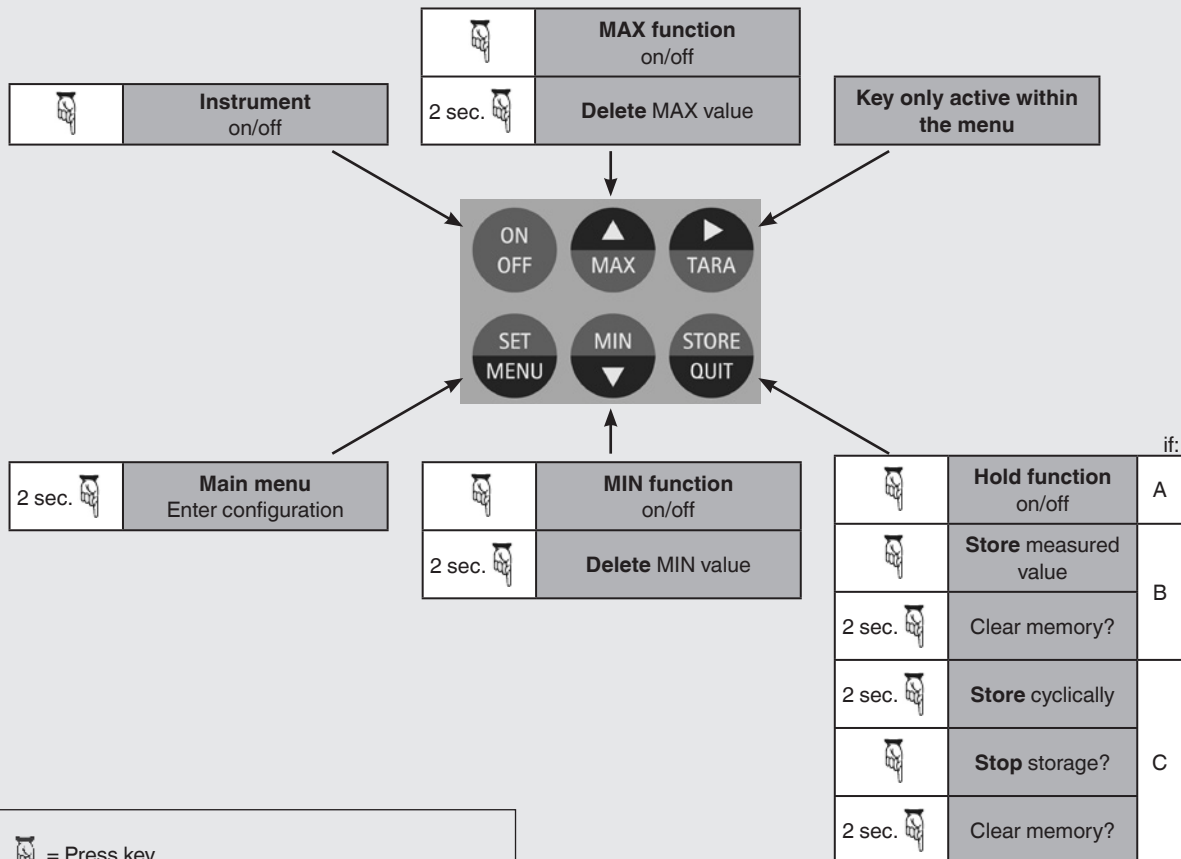 MAX function
on/off
2 sec.
Delete MAX value
Instrument
on/off
Key only active within
the menu
ON
OFF
MAX
TARA
SET
MENU
MIN
STORE
QUIT
2 sec.
Main menu
Enter configuration
MIN function
on/off
2 sec.
Delete MIN value
if:
Hold function
on/off
A
Store measured
value
B
2 sec.
Clear memory?
2 sec.
Store cyclically
Stop storage?
C
2 sec.
Clear memory?
= Press key